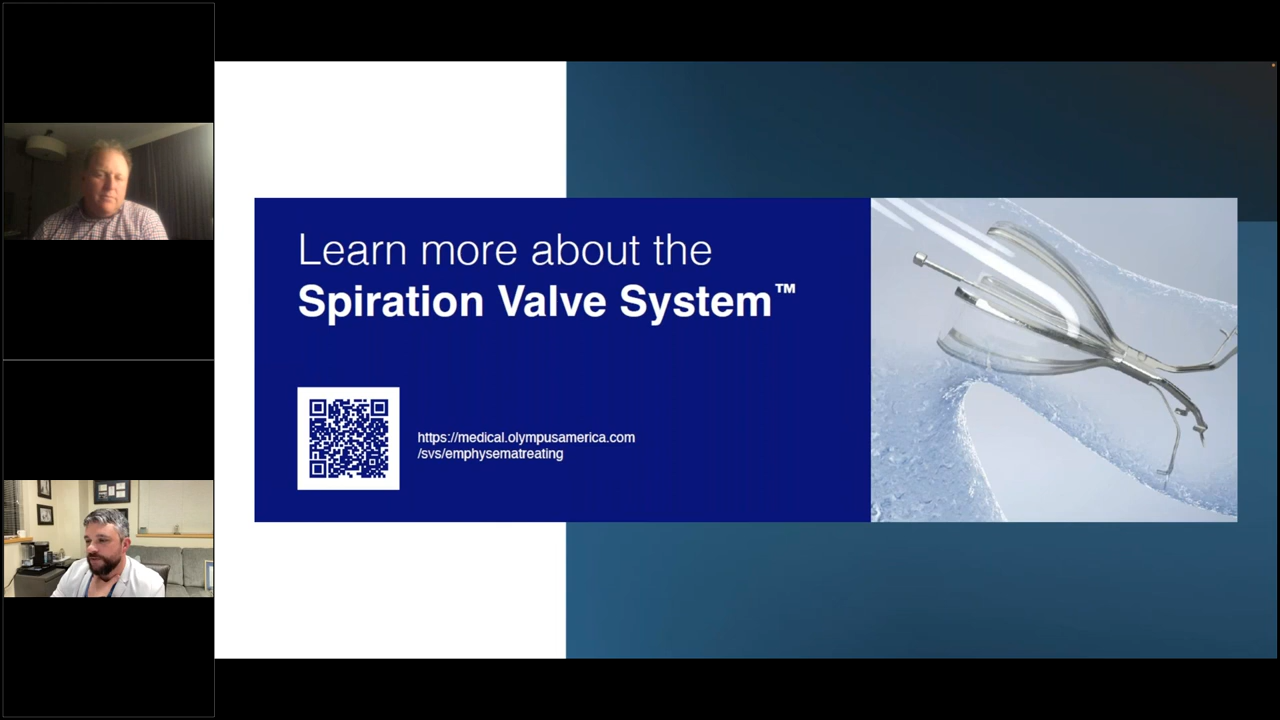 Learn more about the
Spiration Valve System™
https://medical.olympusamerica.com
/svs/emphysematreating